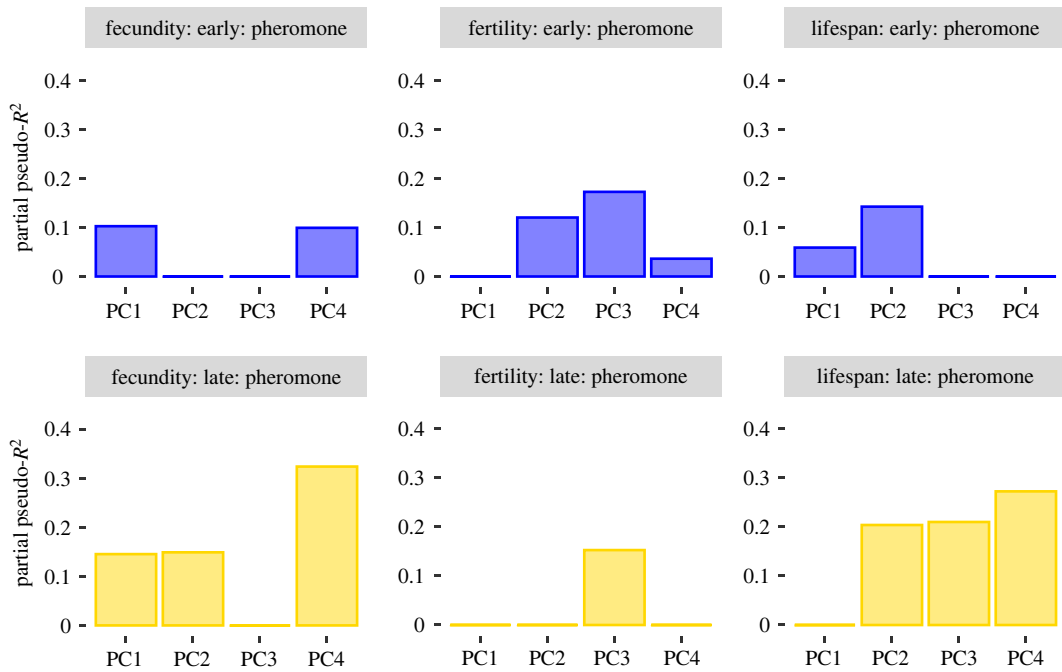 fecundity: early: pheromone fertility: early: pheromone lifespan: early: pheromone
partial pseudo-R²
0.4 0.4 0.4
0.3 0.3 0.3
0.2 0.2 0.2
0.1 0.1 0.1
0 0 0
PC1 PC2 PC3 PC4 PC1 PC2 PC3 PC4 PC1 PC2 PC3 PC4
fecundity: late: pheromone fertility: late: pheromone lifespan: late: pheromone
partial pseudo-R²
0.4 0.4 0.4
0.3 0.3 0.3
0.2 0.2 0.2
0.1 0.1 0.1
0 0 0
PC1 PC2 PC3 PC4 PC1 PC2 PC3 PC4 PC1 PC2 PC3 PC4